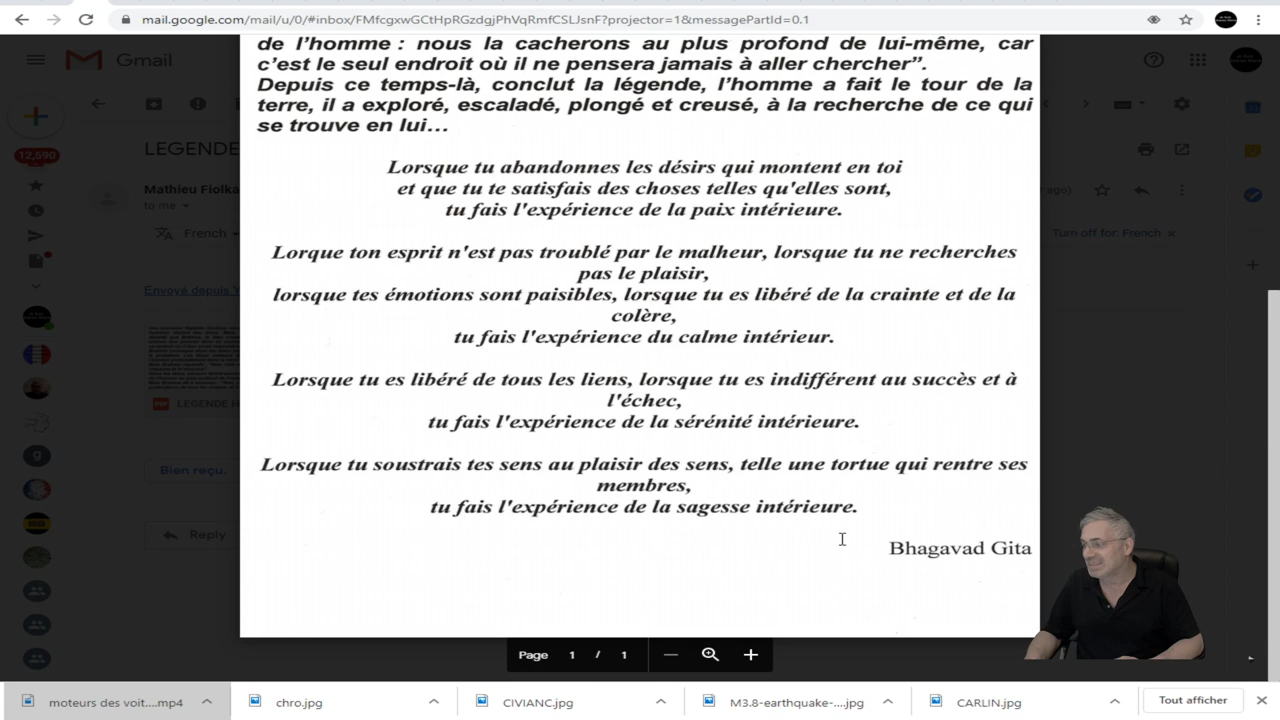 mail.google.com/mail/u/0/#inbox/FMfcgxwGCtHpRGzdgjPhVqRmfCSLJsnF?projector=1&messagePartId=0.1
Gmail
12,590
LEGENDE
Mathieu Fiolka
to me
ago)
French
Turn off for: French ×
Envoyé depuis Y
PDF LEGENDE H
Bien reçu.
Reply
de l'homme : nous la cacherons au plus profond de lui-même, car
c'est le seul endroit où il ne pensera jamais à aller chercher".
Depuis ce temps-là, conclut la légende, l'homme a fait le tour de la
terre, il a exploré, escaladé, plongé et creusé, à la recherche de ce qui
se trouve en lui…
Lorsque tu abandonnes les désirs qui montent en toi
et que tu te satisfais des choses telles qu'elles sont,
tu fais l'expérience de la paix intérieure.
Lorque ton esprit n'est pas troublé par le malheur, lorsque tu ne recherches
pas le plaisir,
lorsque tes émotions sont paisibles, lorsque tu es libéré de la crainte et de la
colère,
tu fais l'expérience du calme intérieur.
Lorsque tu es libéré de tous les liens, lorsque tu es indifférent au succès et à
l'échec,
tu fais l'expérience de la sérénité intérieure.
Lorsque tu soustrais tes sens au plaisir des sens, telle une tortue qui rentre ses
membres,
tu fais l'expérience de la sagesse intérieure.
Bhagavad Gita
Page 1 / 1
moteurs des voit....mp4
chro.jpg
CIVIANC.jpg
M3.8-earthquake-....jpg
CARLIN.jpg
Tout afficher